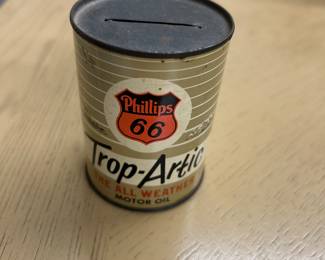 Phillips
66
Trop-Artic
THE ALL WEATHER
MOTOR OIL